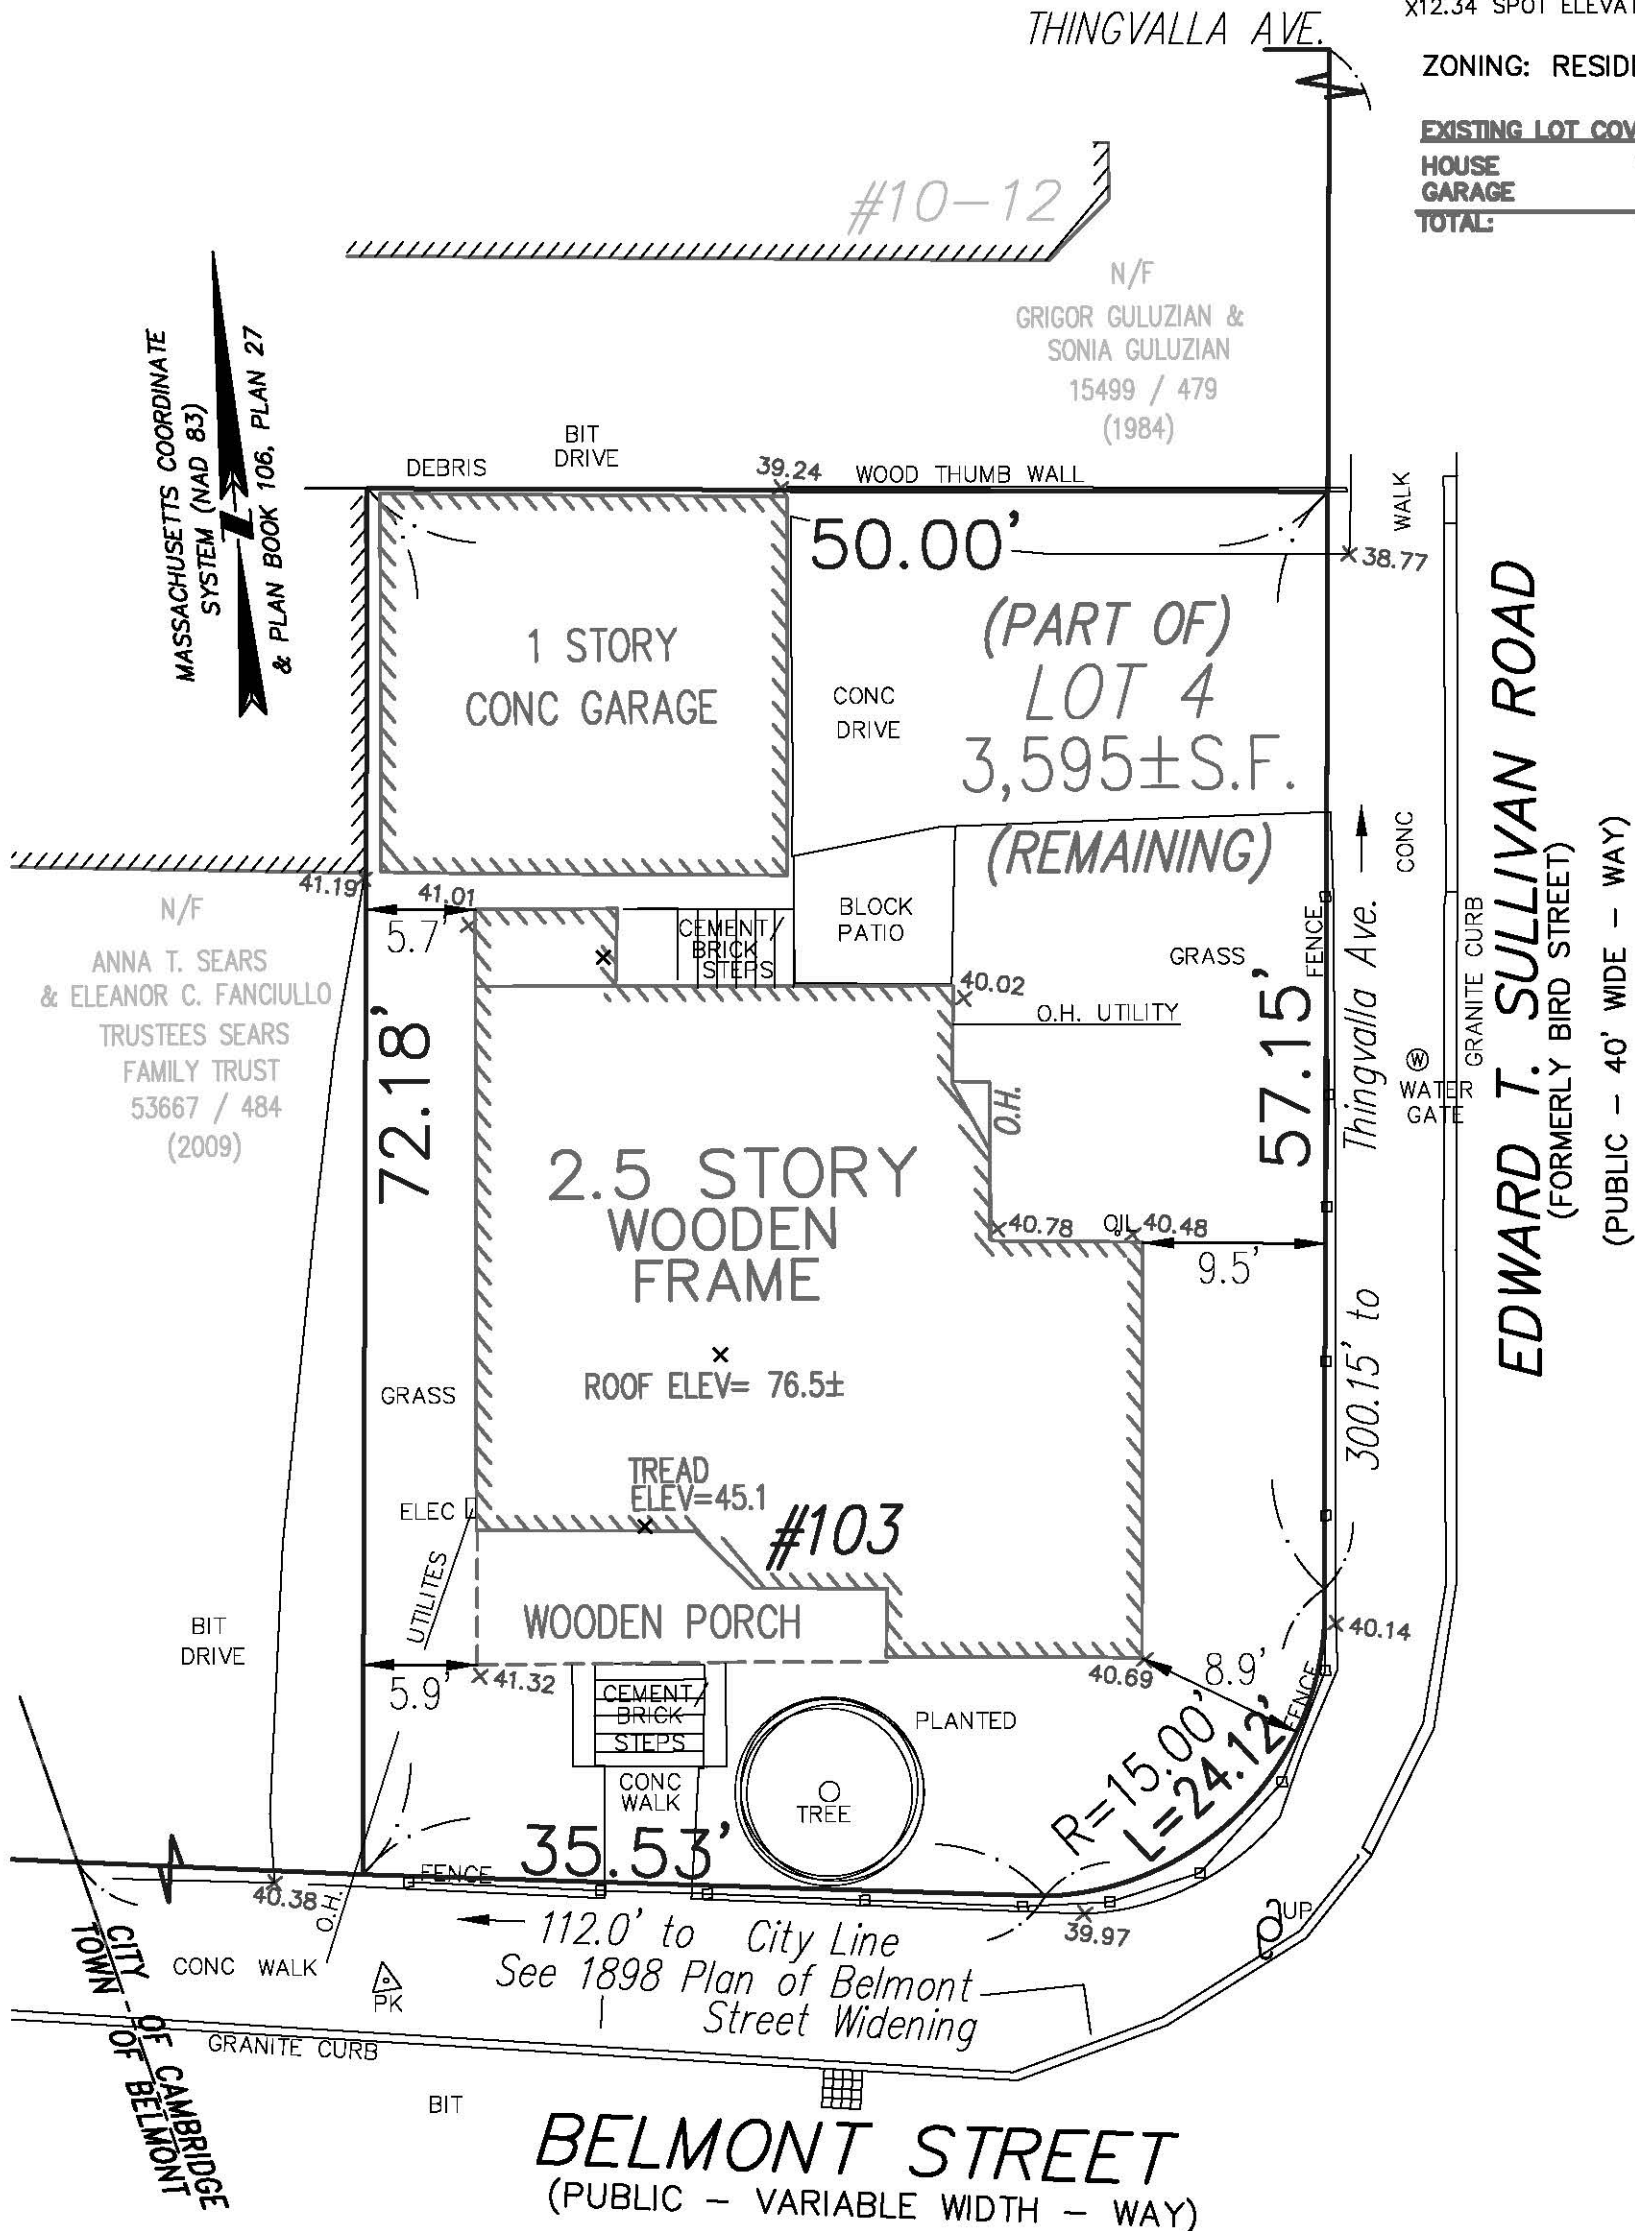 THINGVALLA AVE.
X12.34 SPOT
ZONING:
EXISTING LOT
HOUSE
GARAGE
TOTAL:
#10-12
N/F
GRIGOR GULUZIAN &
SONIA GULUZIAN
15499 / 479
(1984)
MASSACHUSETTS COORDINATE
SYSTEM (NAD 83)
& PLAN BOOK 106, PLAN 27
DEBRIS
BIT
DRIVE
39.24
WOOD THUMB WALL
WALK
50.00'
38.77
1 STORY
CONC GARAGE
CONC
DRIVE
(PART OF)
LOT 4
3,595±S.F.
(REMAINING)
CONC
41.19
41.01
5.7'
N/F
ANNA T. SEARS
& ELEANOR C. FANCIULLO
TRUSTEES SEARS
FAMILY TRUST
53667 / 484
(2009)
CEMENT/
BRICK
STEPS
BLOCK
PATIO
GRASS
FENCE
40.02
O.H. UTILITY
O.H.
72.18'
57.15'
300.15' to Thingvalla Ave.
GRANITE CURB
W
WATER
GATE
EDWARD T. SULLIVAN ROAD
(FORMERLY BIRD STREET)
(PUBLIC - 40' WIDE - WAY)
2.5 STORY
WOODEN
FRAME
40.78
OIL
40.48
9.5'
ROOF ELEV= 76.5±
GRASS
TREAD
ELEV=45.1
#103
ELEC
UTILITES
WOODEN PORCH
BIT
DRIVE
5.9'
41.32
40.69
8.9'
40.14
FENCE
CEMENT/
BRICK
STEPS
PLANTED
R=15.00'
L=24.12'
CONC
WALK
TREE
35.53'
FENCE
40.38
O.H.
39.97
UP
112.0' to City Line
See 1898 Plan of Belmont
Street Widening
CONC WALK
PK
CITY OF CAMBRIDGE
TOWN OF BELMONT
GRANITE CURB
BIT
BELMONT STREET
(PUBLIC - VARIABLE WIDTH - WAY)